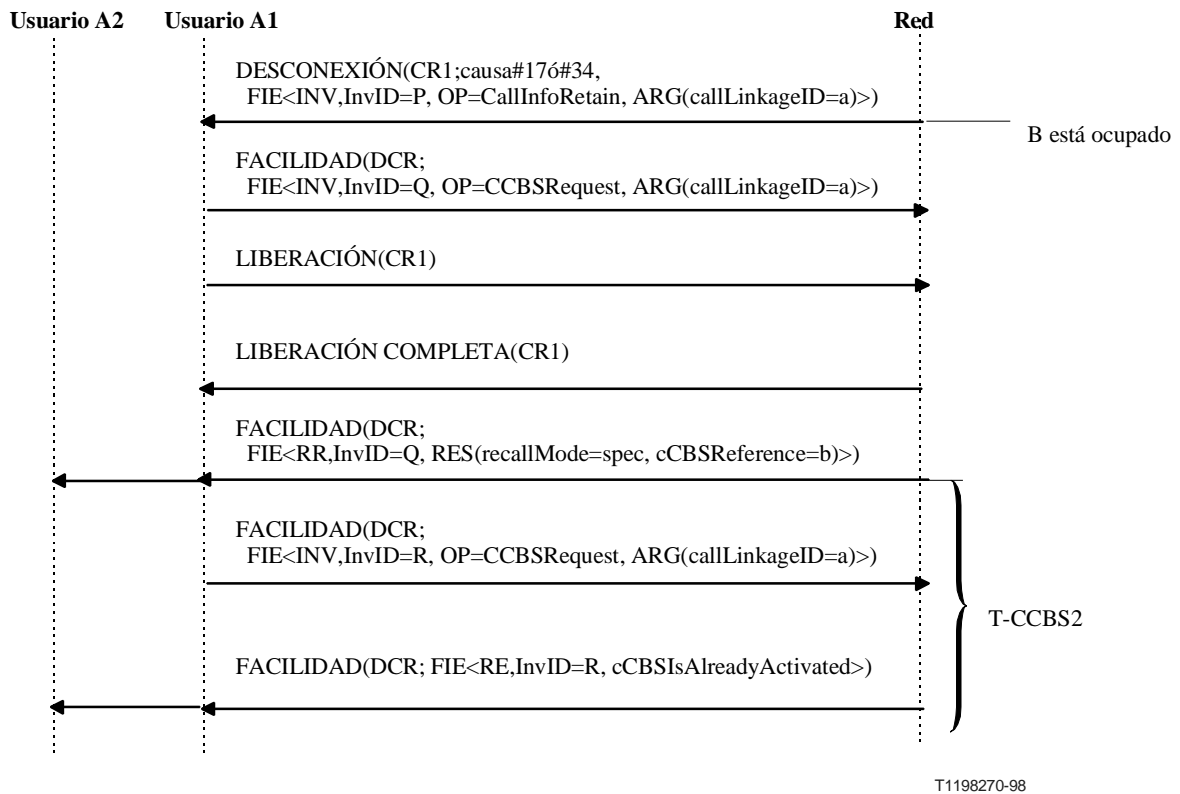 Usuario A2 Usuario A1 Red
DESCONEXIÓN(CR1;causa#17ó#34,
FIE<INV,InvID=P, OP=CallInfoRetain, ARG(callLinkageID=a)>)
B está ocupado
FACILIDAD(DCR;
FIE<INV,InvID=Q, OP=CCBSRequest, ARG(callLinkageID=a)>)
LIBERACIÓN(CR1)
LIBERACIÓN COMPLETA(CR1)
FACILIDAD(DCR;
FIE<RR,InvID=Q, RES(recallMode=spec, cCBSReference=b)>)
FACILIDAD(DCR;
FIE<INV,InvID=R, OP=CCBSRequest, ARG(callLinkageID=a)>)
T-CCBS2
FACILIDAD(DCR; FIE<RE,InvID=R, cCBSIsAlreadyActivated>)
T1198270-98